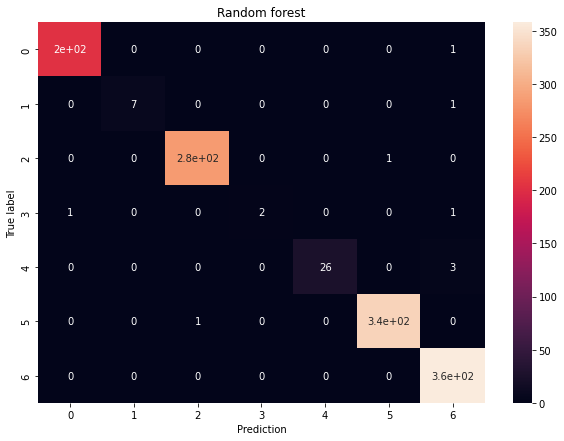 Random forest
0 2e+02 0 0 0 0 0 1
1 0 7 0 0 0 0 1
2 0 0 2.8e+02 0 0 1 0
3 1 0 0 2 0 0 1
4 0 0 0 0 26 0 3
5 0 0 1 0 0 3.4e+02 0
6 0 0 0 0 0 0 3.6e+02
0 1 2 3 4 5 6
Prediction
True label
350
300
250
200
150
100
50
0